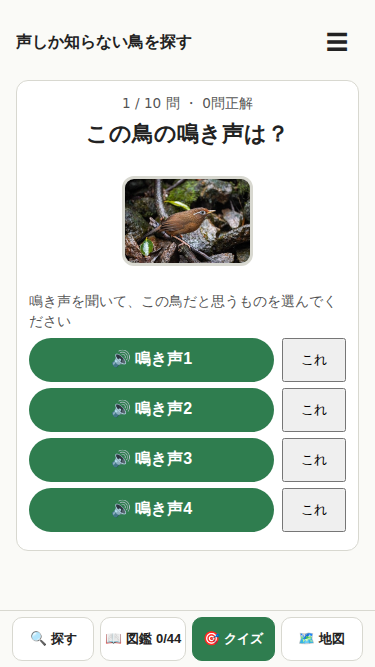 声しか知らない鳥を探す
1 / 10 問 ・ 0問正解
この鳥の鳴き声は？
鳴き声を聞いて、この鳥だと思うものを選んでく
ださい
鳴き声1 これ
鳴き声2 これ
鳴き声3 これ
鳴き声4 これ
探す 図鑑 0/44 クイズ 地図